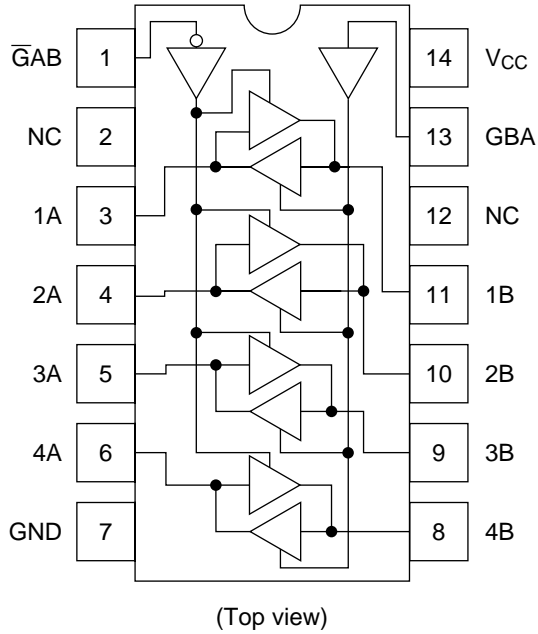 G̅AB 1 14 VCC
NC 2 13 GBA
1A 3 12 NC
2A 4 11 1B
3A 5 10 2B
4A 6 9 3B
GND 7 8 4B
(Top view)